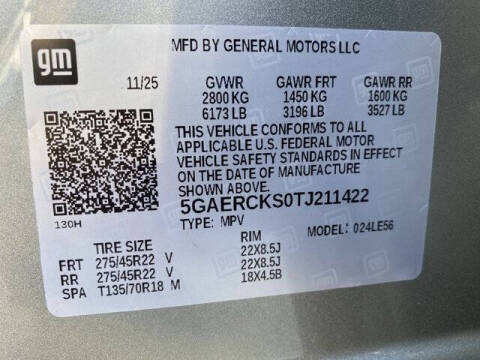 gm
MFD BY GENERAL MOTORS LLC
11/25 GVWR GAWR FRT GAWR RR
2800 KG 1450 KG 1600 KG
6173 LB 3196 LB 3527 LB
THIS VEHICLE CONFORMS TO ALL
APPLICABLE U.S. FEDERAL MOTOR
VEHICLE SAFETY STANDARDS IN EFFECT
ON THE DATE OF MANUFACTURE
SHOWN ABOVE.
5GAERCKS0TJ211422
130H
TYPE: MPV MODEL: 024LE56
TIRE SIZE RIM
FRT 275/45R22 V 22X8.5J
RR 275/45R22 V 22X8.5J
SPA T135/70R18 M 18X4.5B